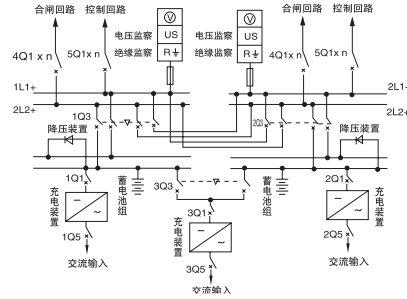 合闸回路
控制回路
合闸回路
控制回路
V
电压监察
US
绝缘监察
R
V
电压监察
US
绝缘监察
R
4Q1×n
5Q1×n
4Q1×n
5Q1×n
1L1+
2L1-
2L2+
2L2-
1Q3
2Q3
降压装置
降压装置
1Q1
2Q1
3Q3
3Q1
充电装置
蓄电池组
充电装置
蓄电池组
充电装置
~
~
~
1Q5
2Q5
3Q5
交流输入
交流输入
交流输入